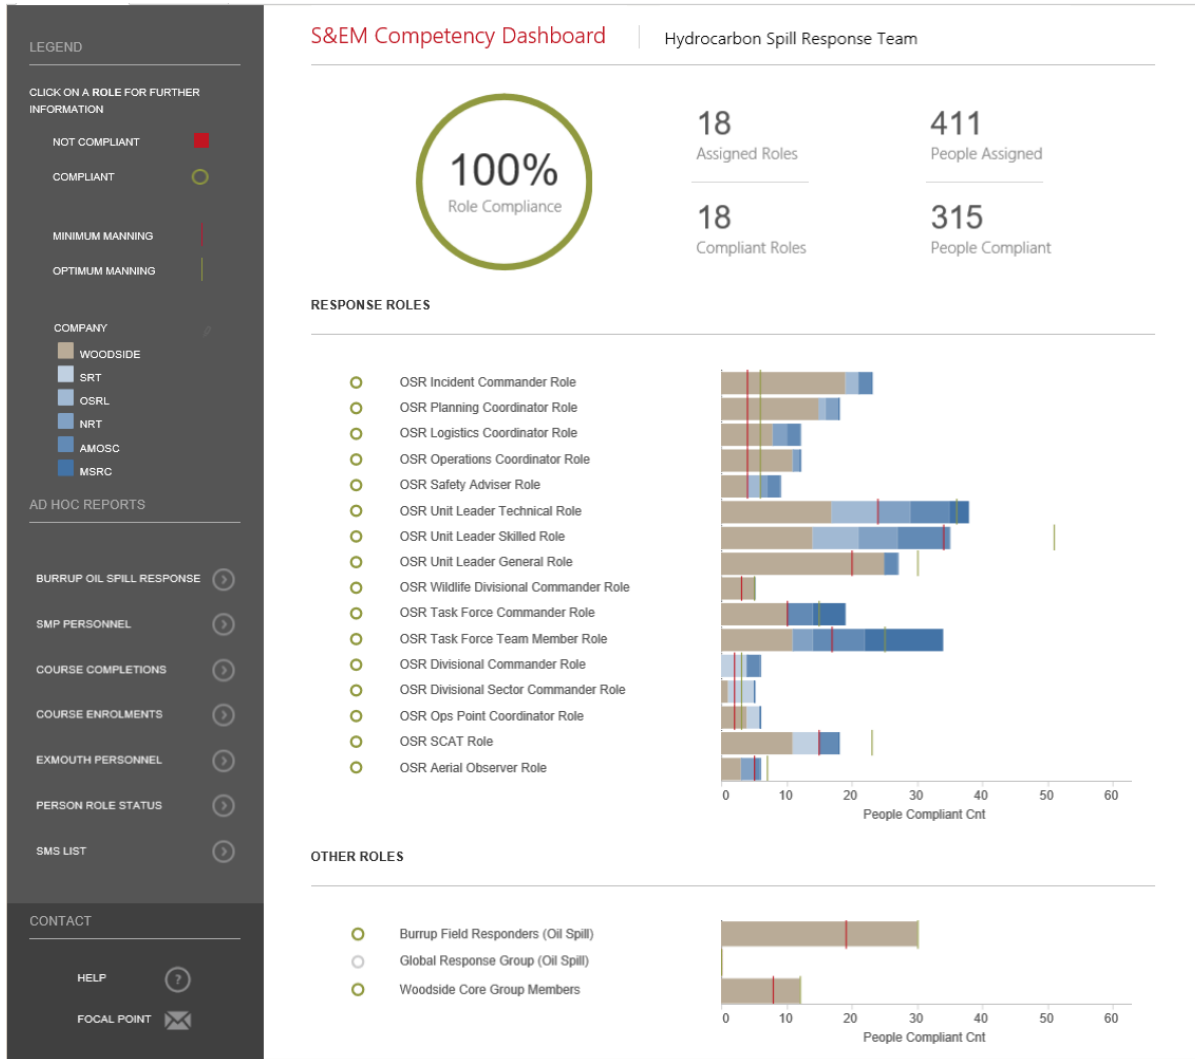 LEGEND
CLICK ON A ROLE FOR FURTHER
INFORMATION
NOT COMPLIANT
COMPLIANT
MINIMUM MANNING
OPTIMUM MANNING
COMPANY
WOODSIDE
SRT
OSRL
NRT
AMOSC
MSRC
AD HOC REPORTS
BURRUP OIL SPILL RESPONSE
SMP PERSONNEL
COURSE COMPLETIONS
COURSE ENROLMENTS
EXMOUTH PERSONNEL
PERSON ROLE STATUS
SMS LIST
CONTACT
HELP ?
FOCAL POINT
S&EM Competency Dashboard
Hydrocarbon Spill Response Team
100%
Role Compliance
18
Assigned Roles
411
People Assigned
18
Compliant Roles
315
People Compliant
RESPONSE ROLES
OSR Incident Commander Role
OSR Planning Coordinator Role
OSR Logistics Coordinator Role
OSR Operations Coordinator Role
OSR Safety Adviser Role
OSR Unit Leader Technical Role
OSR Unit Leader Skilled Role
OSR Unit Leader General Role
OSR Wildlife Divisional Commander Role
OSR Task Force Commander Role
OSR Task Force Team Member Role
OSR Divisional Commander Role
OSR Divisional Sector Commander Role
OSR Ops Point Coordinator Role
OSR SCAT Role
OSR Aerial Observer Role
0 10 20 30 40 50 60
People Compliant Cnt
OTHER ROLES
Burrup Field Responders (Oil Spill)
Global Response Group (Oil Spill)
Woodside Core Group Members
0 10 20 30 40 50 60
People Compliant Cnt